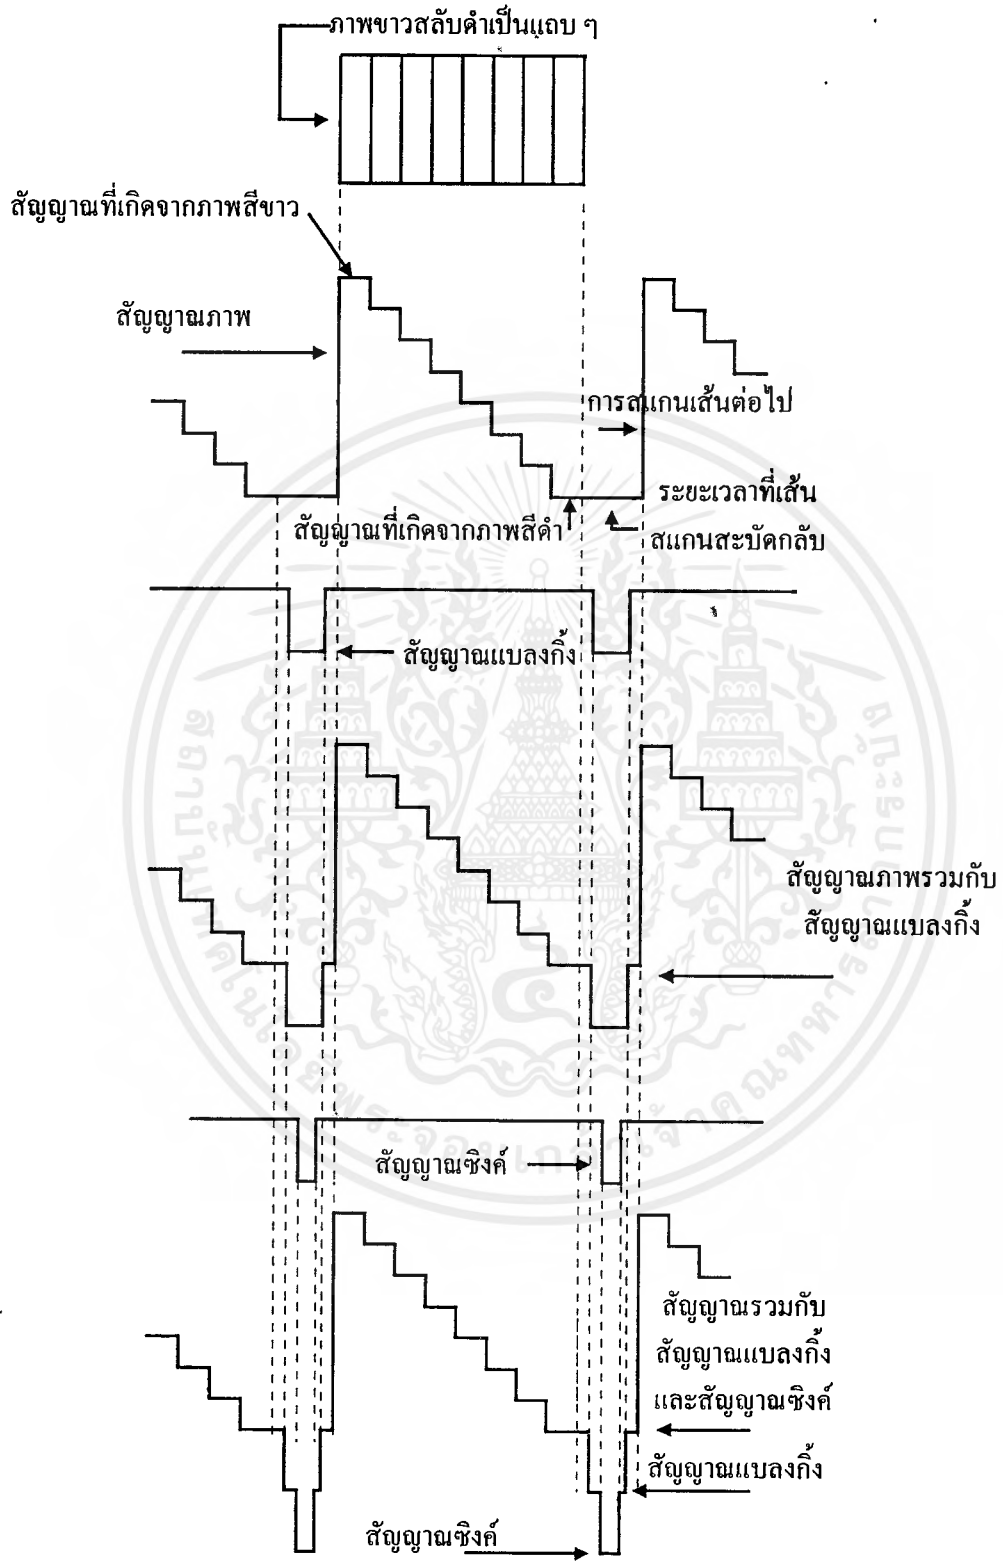 ภาพขาวสลับดำเป็นแถบ ๆ
สัญญาณที่เกิดจากภาพสีขาว
สัญญาณภาพ
การสแกนเส้นต่อไป
ระยะเวลาที่เส้น
สแกนสะบัดกลับ
สัญญาณที่เกิดจากภาพสีดำ
สัญญาณแบลงกิ้ง
สัญญาณภาพรวมกับ
สัญญาณแบลงกิ้ง
สัญญาณซิงค์
สัญญาณรวมกับ
สัญญาณแบลงกิ้ง
และสัญญาณซิงค์
สัญญาณแบลงกิ้ง
สัญญาณซิงค์